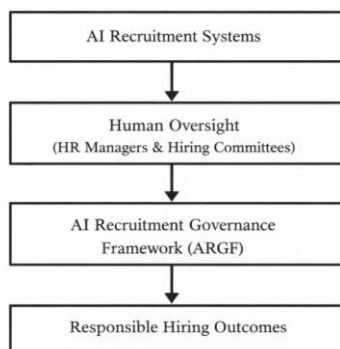 AI Recruitment Systems
Human Oversight
(HR Managers & Hiring Committees)
AI Recruitment Governance
Framework (ARGF)
Responsible Hiring Outcomes